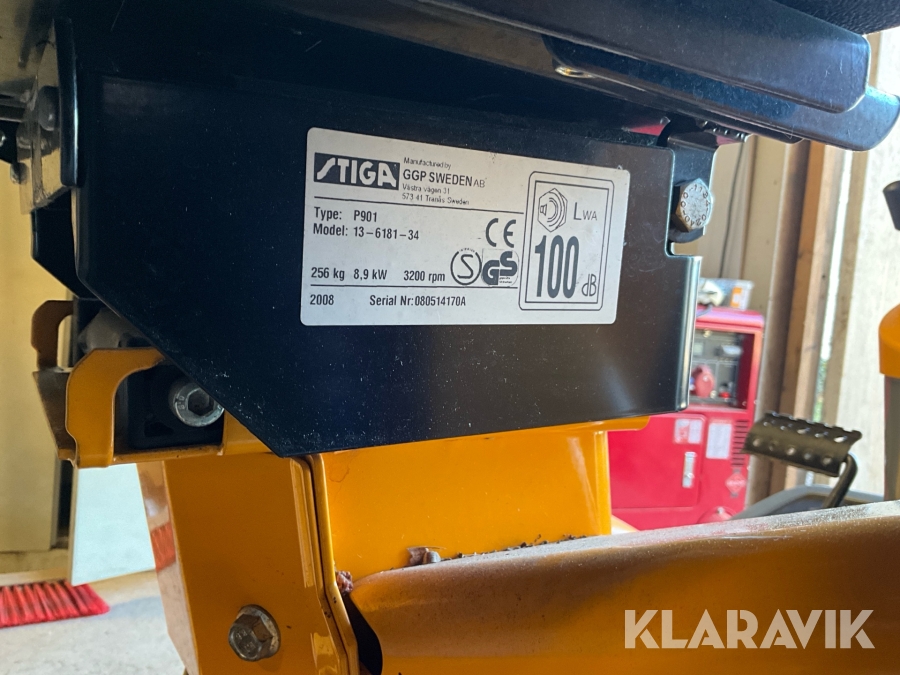 STIGA
Manufactured by
GGP SWEDEN AB
Västra vägen 31
573 41 Tranås Sweden
Type: P901
Model: 13-6181-34
256 kg 8,9 kW 3200 rpm
2008 Serial Nr:080514170A
CE
S
GS
LWA
100
dB
KLARAVIK